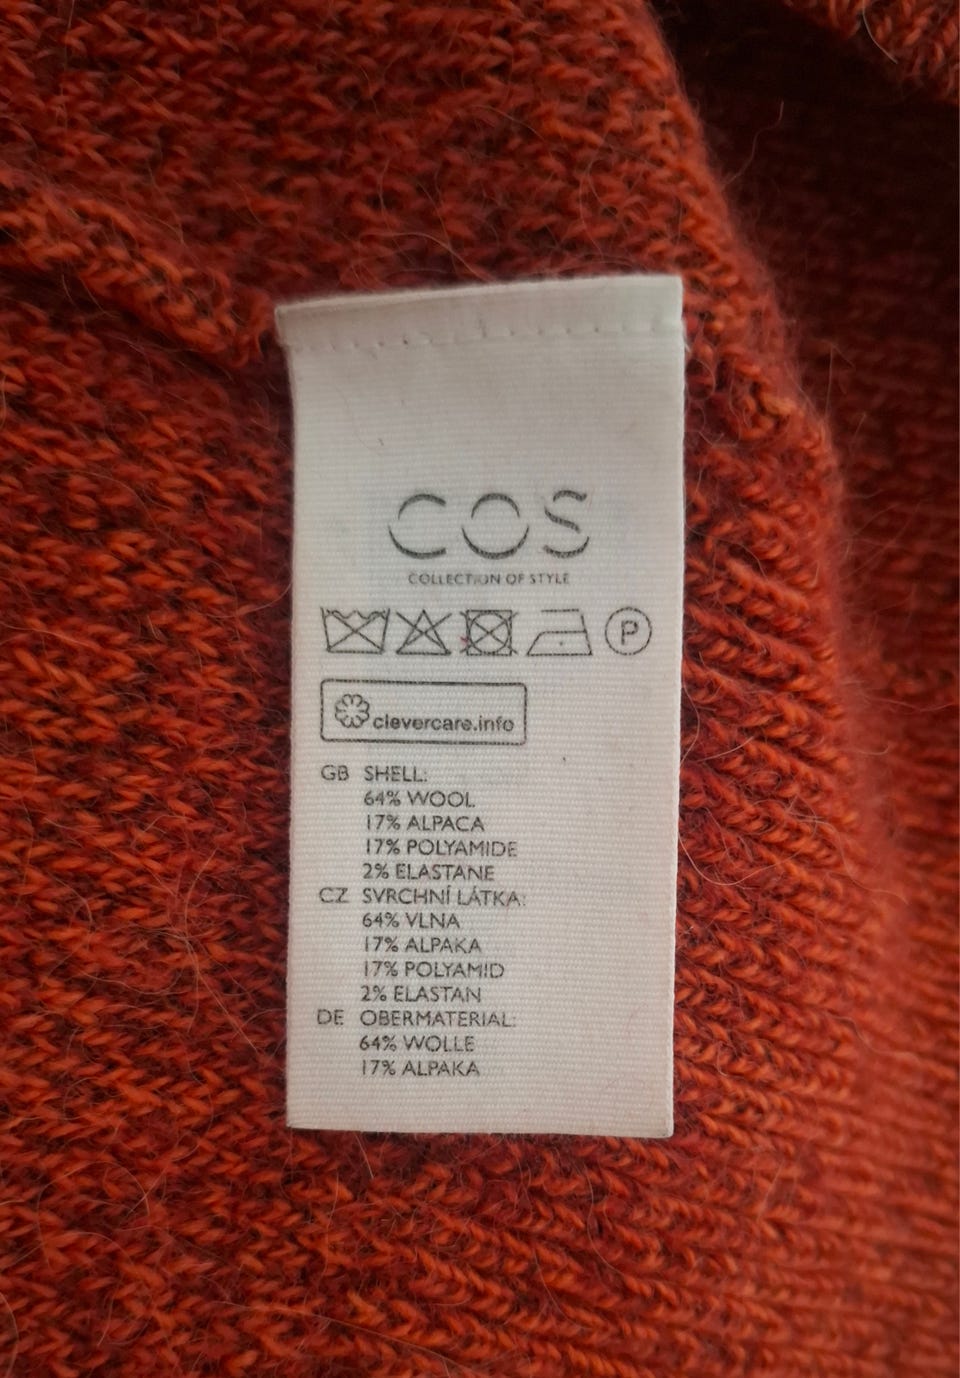 COS
COLLECTION OF STYLE
P
clevercare.info
GB SHELL:
64% WOOL
17% ALPACA
17% POLYAMIDE
2% ELASTANE
CZ SVRCHNÍ LÁTKA:
64% VLNA
17% ALPAKA
17% POLYAMID
2% ELASTAN
DE OBERMATERIAL:
64% WOLLE
17% ALPAKA